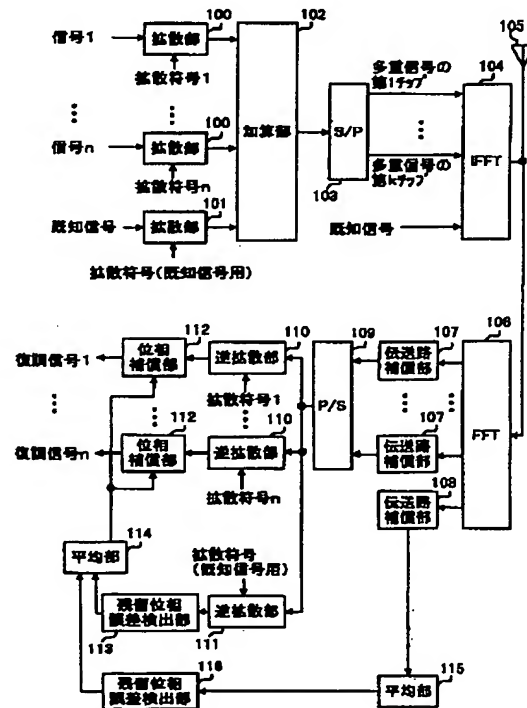 信号1
拡散部
100
拡散符号1
信号n
拡散部
100
拡散符号n
既知信号
拡散部
101
拡散符号(既知信号用)
加算部
102
S/P
103
多重信号の
第1チップ
多重信号の
第kチップ
既知信号
IFFT
104
105
復調信号1
位相
補償部
112
逆拡散部
110
拡散符号1
P/S
109
伝送路
補償部
107
FFT
106
復調信号n
位相
補償部
112
逆拡散部
110
拡散符号n
伝送路
補償部
107
伝送路
補償部
108
平均部
114
拡散符号
(既知信号用)
残留位相
誤差検出部
113
逆拡散部
111
残留位相
誤差検出部
116
平均部
115